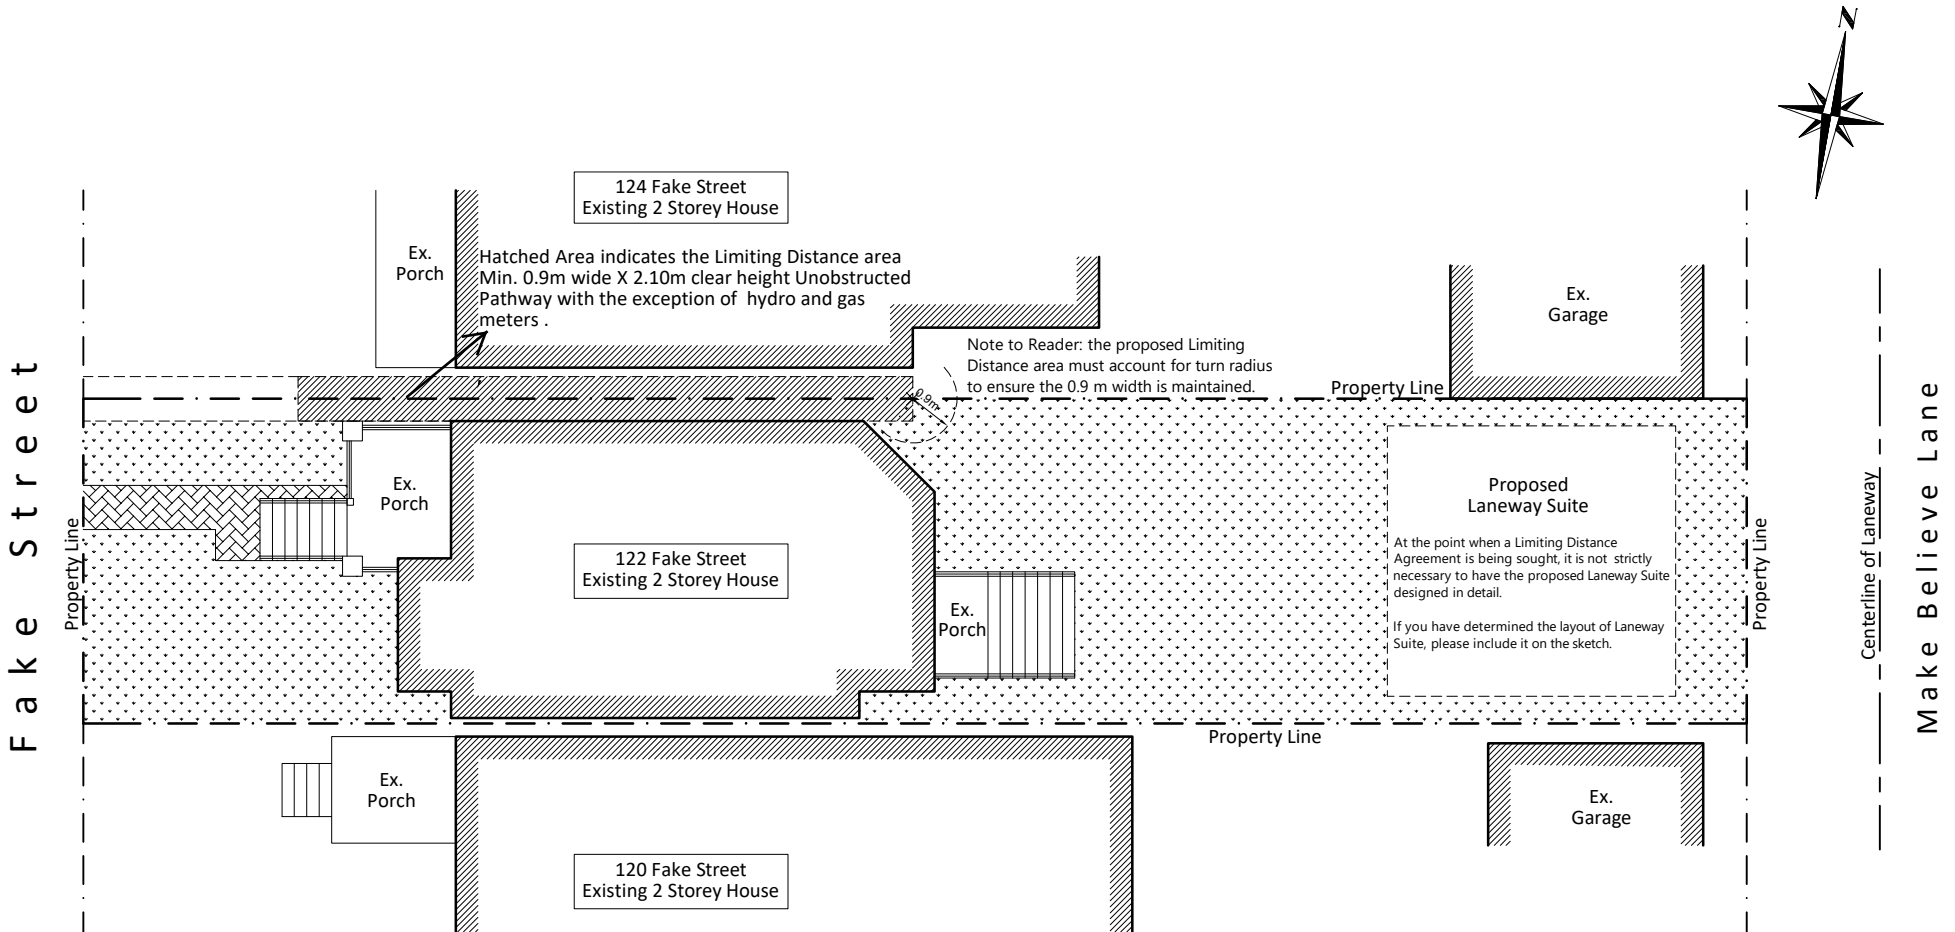 N
124 Fake Street
Existing 2 Storey House
Ex.
Porch
Hatched Area indicates the Limiting Distance area
Min. 0.9m wide X 2.10m clear height Unobstructed
Pathway with the exception of hydro and gas
meters .
Ex.
Garage
Note to Reader: the proposed Limiting
Distance area must account for turn radius
to ensure the 0.9 m width is maintained.
0.9m
Property Line
Fake Street
Property Line
Ex.
Porch
122 Fake Street
Existing 2 Storey House
Ex.
Porch
Proposed
Laneway Suite
At the point when a Limiting Distance
Agreement is being sought, it is not strictly
necessary to have the proposed Laneway Suite
designed in detail.
If you have determined the layout of Laneway
Suite, please include it on the sketch.
Property Line
Centerline of Laneway
Make Believe Lane
Property Line
Ex.
Porch
120 Fake Street
Existing 2 Storey House
Ex.
Garage